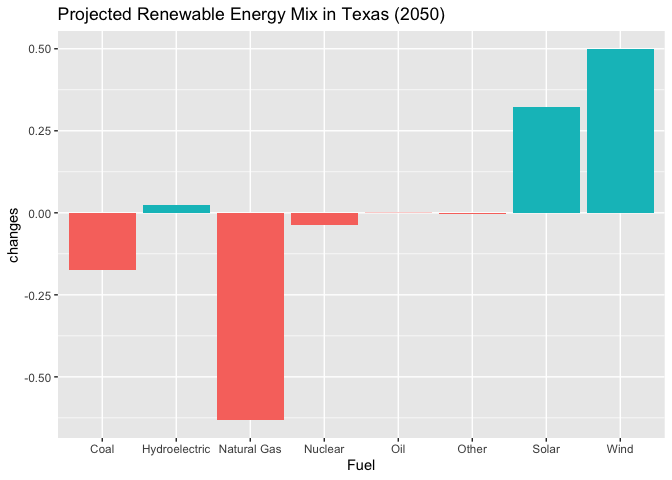 Projected Renewable Energy Mix in Texas (2050)
changes
0.50
0.25
0.00
-0.25
-0.50
Coal Hydroelectric Natural Gas Nuclear Oil Other Solar Wind
Fuel